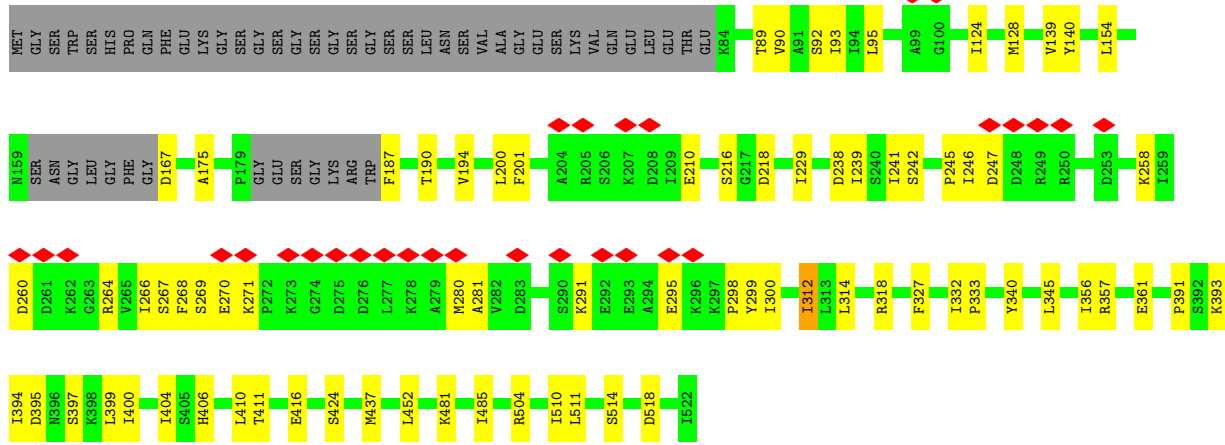 MET GLY SER TRP SER HIS PRO GLN PHE GLU LYS GLY SER GLY SER GLY SER GLY SER GLY SER SER LEU ASN SER VAL ALA GLY GLU SER LYS VAL GLN GLU LEU GLU THR GLU K84 T89 V90 A91 S92 I93 I94 L95 A99 G100 I124 M128 V139 Y140 L154
N159 SER ASN GLY LEU GLY PHE GLY D167 A175 P179 GLY GLU SER GLY LYS ARG TRP F187 T190 V194 L200 F201 A204 R205 S206 K207 D208 I209 E210 S216 G217 D218 I229 D238 I239 S240 I241 S242 P245 I246 D247 D248 R249 R250 D253 K258 I259
D260 D261 K262 G263 R264 V265 I266 S267 F268 S269 E270 K271 P272 K273 G274 D275 D276 L277 K278 A279 M280 A281 V282 D283 S290 K291 E292 E293 A294 E295 K296 K297 P298 Y299 I300 I312 L313 L314 R318 F327 I332 P333 Y340 L345 I356 R357 E361 P391 S392 K393
I394 D395 N396 S397 K398 L399 I400 I404 S405 H406 L410 T411 E416 S424 M437 L452 K481 I485 R504 I510 L511 S514 D518 I522